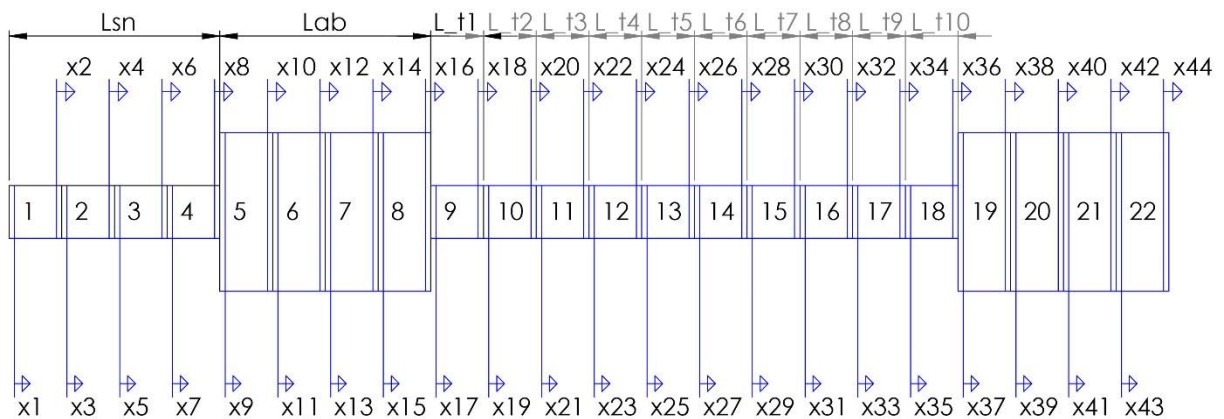 Lsn Lab L_t1 L_t2 L_t3 L_t4 L_t5 L_t6 L_t7 L_t8 L_t9 L_t10
x2 x4 x6 x8 x10 x12 x14 x16 x18 x20 x22 x24 x26 x28 x30 x32 x34 x36 x38 x40 x42 x44
1 2 3 4 5 6 7 8 9 10 11 12 13 14 15 16 17 18 19 20 21 22
x1 x3 x5 x7 x9 x11 x13 x15 x17 x19 x21 x23 x25 x27 x29 x31 x33 x35 x37 x39 x41 x43